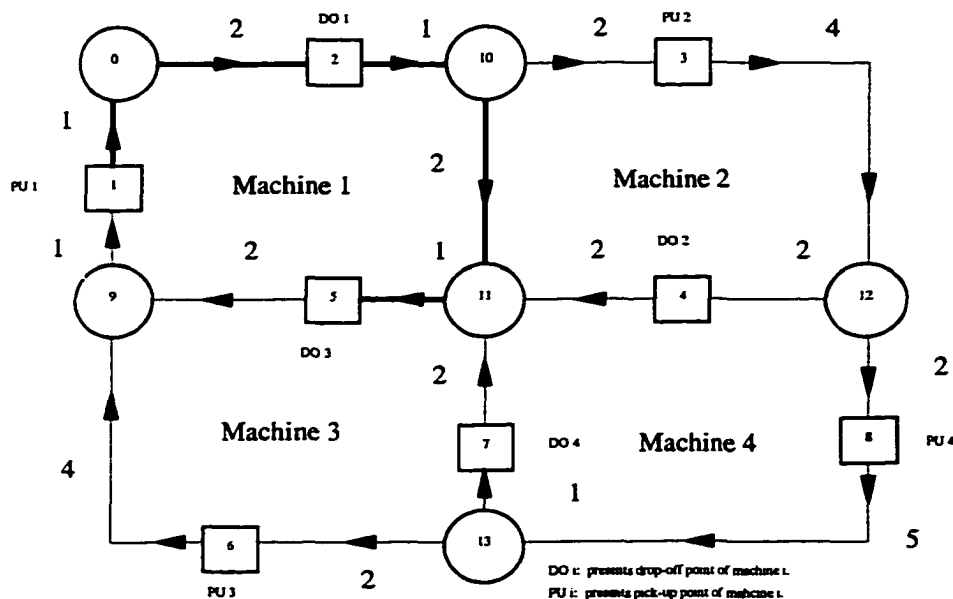 DO 1
PU 2
2
1
2
4
0
2
10
3
1
PU 1
1
2
Machine 1
Machine 2
DO 2
1
2
1
2
2
9
5
11
4
12
DO 3
2
2
Machine 3
7
DO 4
Machine 4
8
PU 4
4
1
6
13
5
PU 3
2
DO i: presents drop-off point of machine i.
PU i: presents pick-up point of